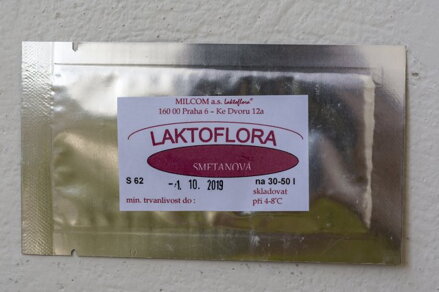 MILCOM a.s. Laktoflora®
160 00 Praha 6 - Ke Dvoru 12a
LAKTOFLORA
SMETANOVÁ
S 62 -1. 10. 2019 na 30-50 l
skladovat
min. trvanlivost do : při 4-8°C